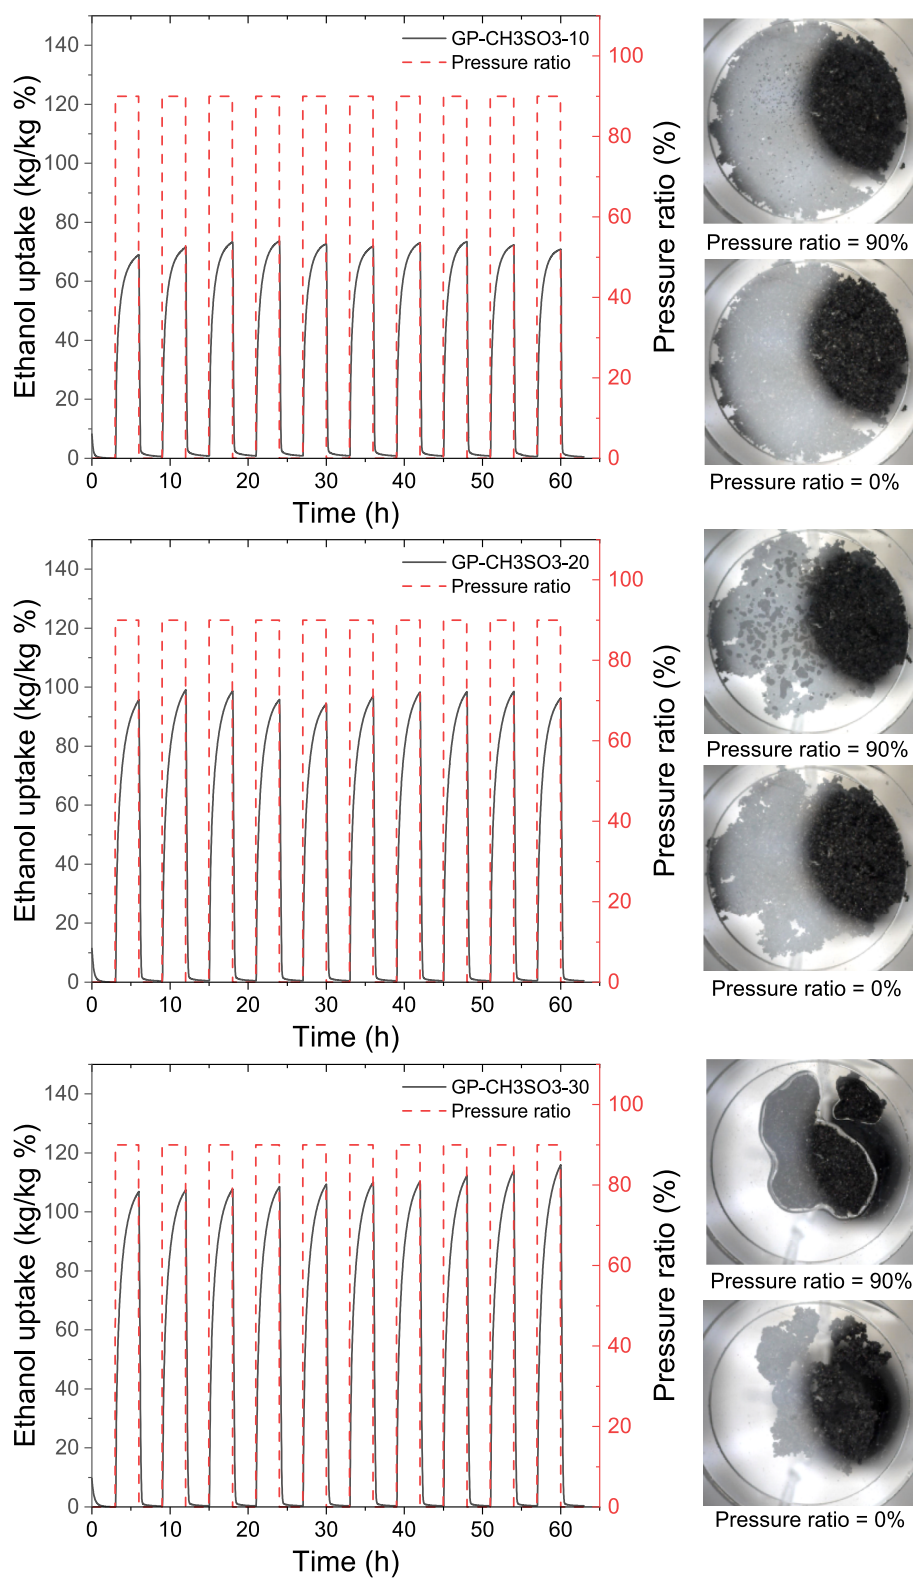 140
120
100
80
60
40
20
0
Ethanol uptake (kg/kg %)
GP-CH3SO3-10
Pressure ratio
100
80
60
40
20
0
Pressure ratio (%)
0 10 20 30 40 50 60
Time (h)
Pressure ratio = 90%
Pressure ratio = 0%
140
120
100
80
60
40
20
0
Ethanol uptake (kg/kg %)
GP-CH3SO3-20
Pressure ratio
100
80
60
40
20
0
Pressure ratio (%)
0 10 20 30 40 50 60
Time (h)
Pressure ratio = 90%
Pressure ratio = 0%
140
120
100
80
60
40
20
0
Ethanol uptake (kg/kg %)
GP-CH3SO3-30
Pressure ratio
100
80
60
40
20
0
Pressure ratio (%)
0 10 20 30 40 50 60
Time (h)
Pressure ratio = 90%
Pressure ratio = 0%